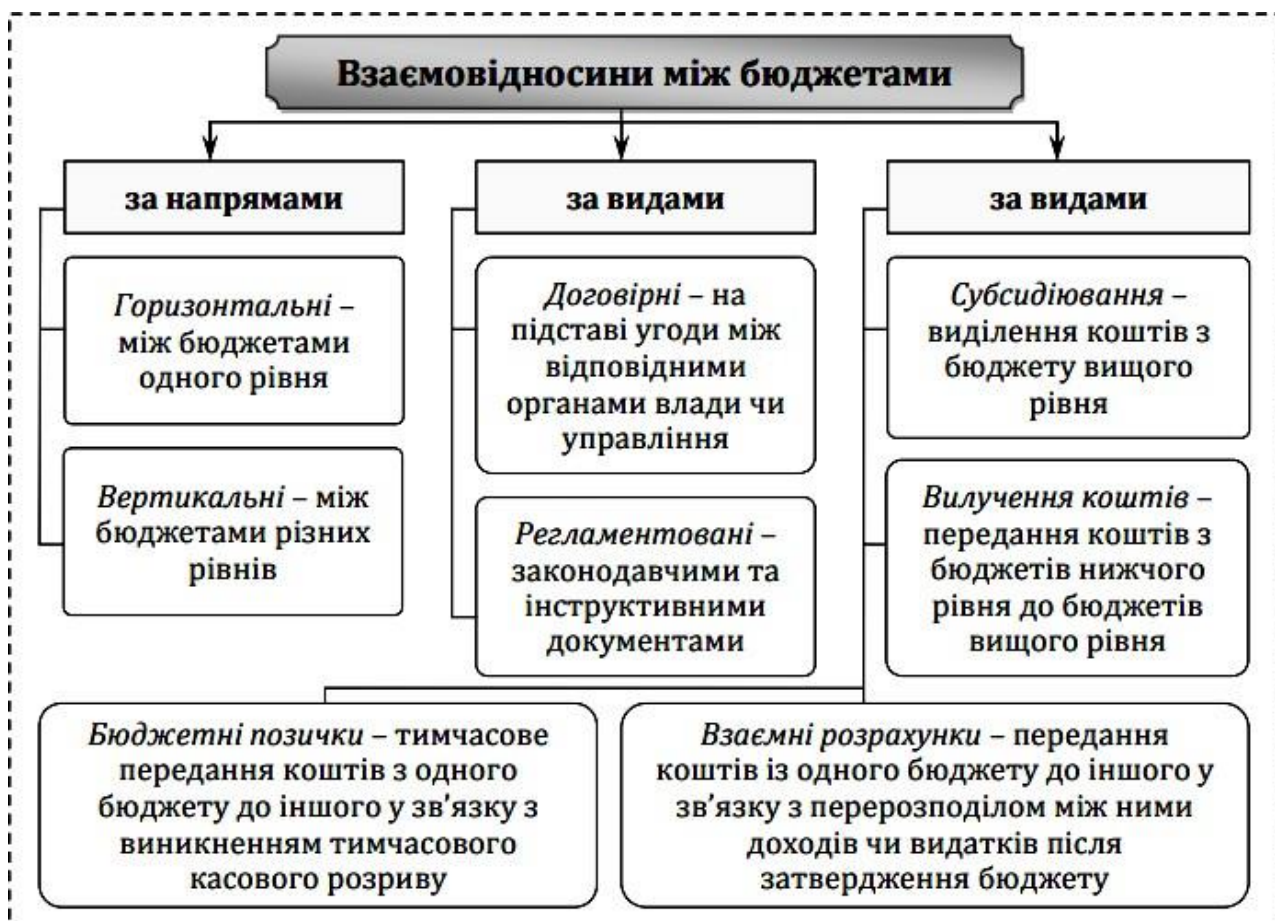 Взаємовідносини між бюджетами
за напрямами
Горизонтальні –
між бюджетами
одного рівня
Вертикальні – між
бюджетами різних
рівнів
за видами
Договірні – на
підставі угоди між
відповідними
органами влади чи
управління
Регламентовані –
законодавчими та
інструктивними
документами
за видами
Субсидіювання –
виділення коштів з
бюджету вищого
рівня
Вилучення коштів –
передання коштів з
бюджетів нижчого
рівня до бюджетів
вищого рівня
Бюджетні позички – тимчасове
передання коштів з одного
бюджету до іншого у зв’язку з
виникненням тимчасового
касового розриву
Взаємні розрахунки – передання
коштів із одного бюджету до іншого у
зв’язку з перерозподілом між ними
доходів чи видатків після
затвердження бюджету